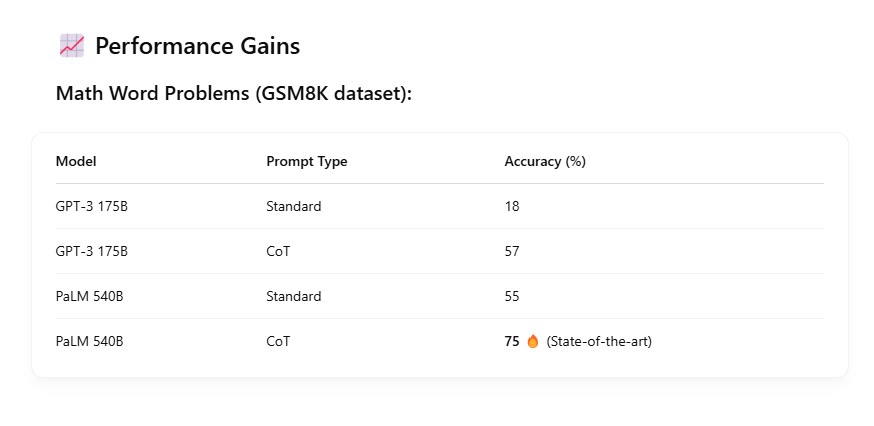 📈 Performance Gains
Math Word Problems (GSM8K dataset):
Model Prompt Type Accuracy (%)
GPT-3 175B Standard 18
GPT-3 175B CoT 57
PaLM 540B Standard 55
PaLM 540B CoT 75 🔥 (State-of-the-art)